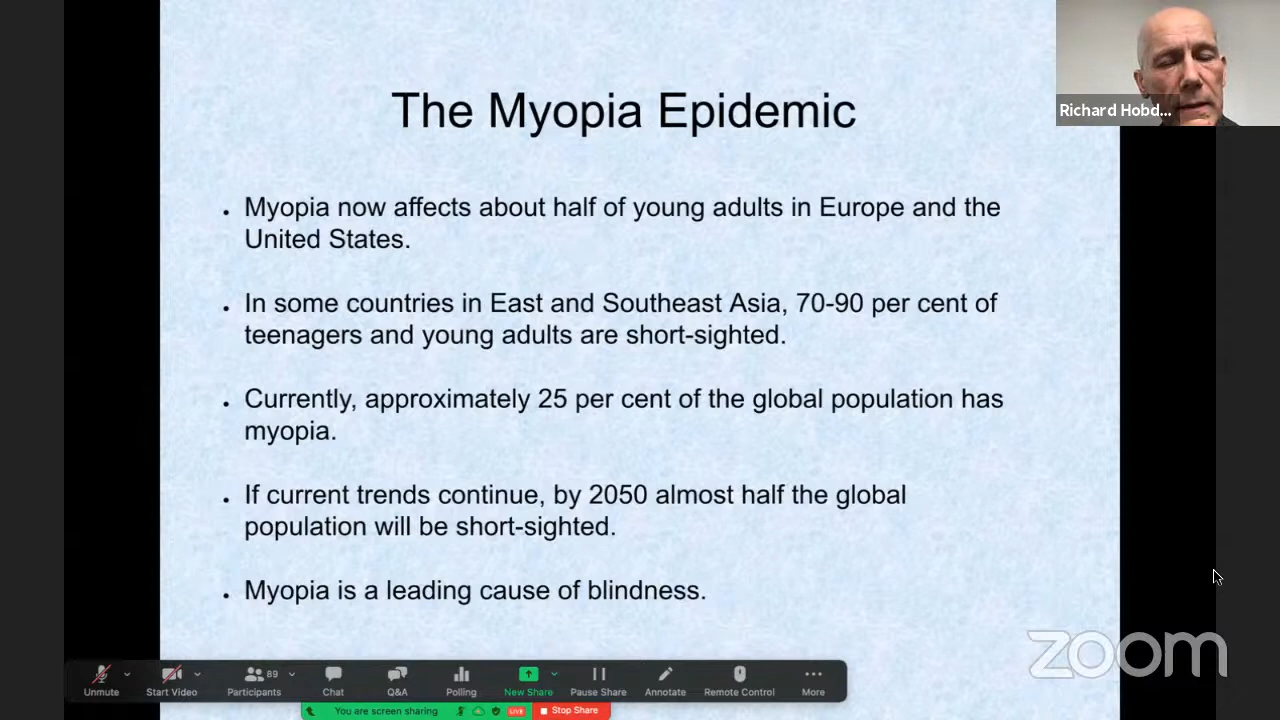 The Myopia Epidemic
Richard Hobd...
• Myopia now affects about half of young adults in Europe and the
United States.
• In some countries in East and Southeast Asia, 70-90 per cent of
teenagers and young adults are short-sighted.
• Currently, approximately 25 per cent of the global population has
myopia.
• If current trends continue, by 2050 almost half the global
population will be short-sighted.
• Myopia is a leading cause of blindness.
zoom
89
Unmute Start Video Participants Chat Q&A Polling New Share Pause Share Annotate Remote Control More
You are screen sharing LIVE Stop Share